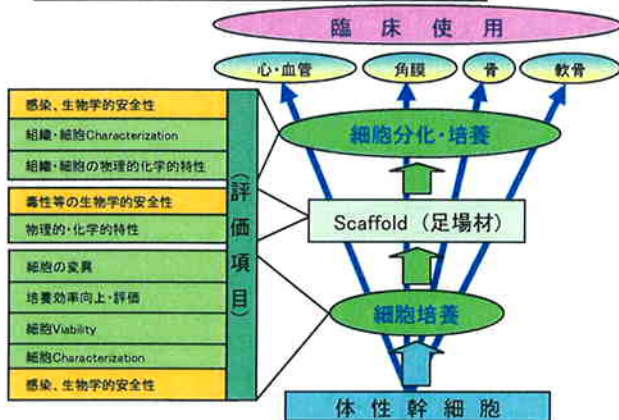 臨床使用
心・血管
角膜
骨
軟骨
感染、生物学的安全性
組織・細胞Characterization
組織・細胞の物理的化学的特性
毒性等の生物学的安全性
物理的・化学的特性
細胞の変異
培養効率向上・評価
細胞Viability
細胞Characterization
感染、生物学的安全性
(評価項目)
細胞分化・培養
Scaffold (足場材)
細胞培養
体性幹細胞